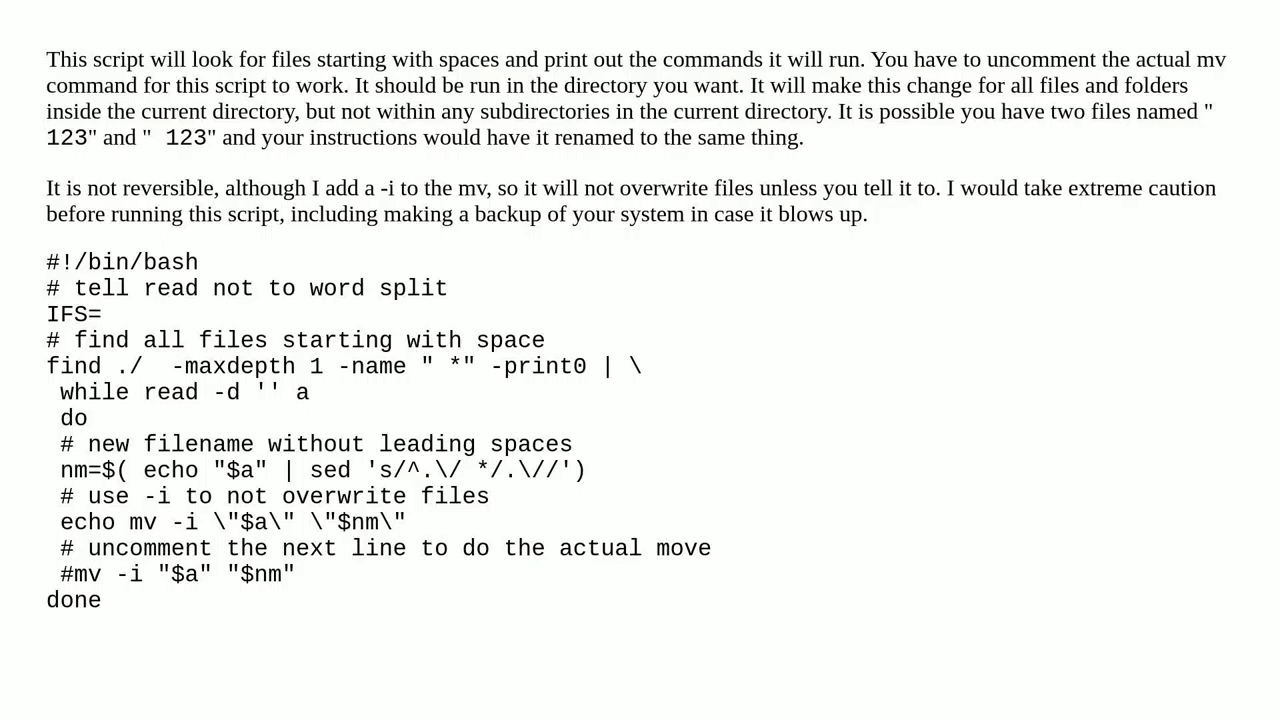 This script will look for files starting with spaces and print out the commands it will run. You have to uncomment the actual mv
command for this script to work. It should be run in the directory you want. It will make this change for all files and folders
inside the current directory, but not within any subdirectories in the current directory. It is possible you have two files named "
123" and "  123" and your instructions would have it renamed to the same thing.
It is not reversible, although I add a -i to the mv, so it will not overwrite files unless you tell it to. I would take extreme caution
before running this script, including making a backup of your system in case it blows up.
#!/bin/bash
# tell read not to word split
IFS=
# find all files starting with space
find ./  -maxdepth 1 -name " *" -print0 | \
 while read -d '' a
 do
 # new filename without leading spaces
 nm=$( echo "$a" | sed 's/^.\/ */.\//')
 # use -i to not overwrite files
 echo mv -i \"$a\" \"$nm\"
 # uncomment the next line to do the actual move
 #mv -i "$a" "$nm"
done